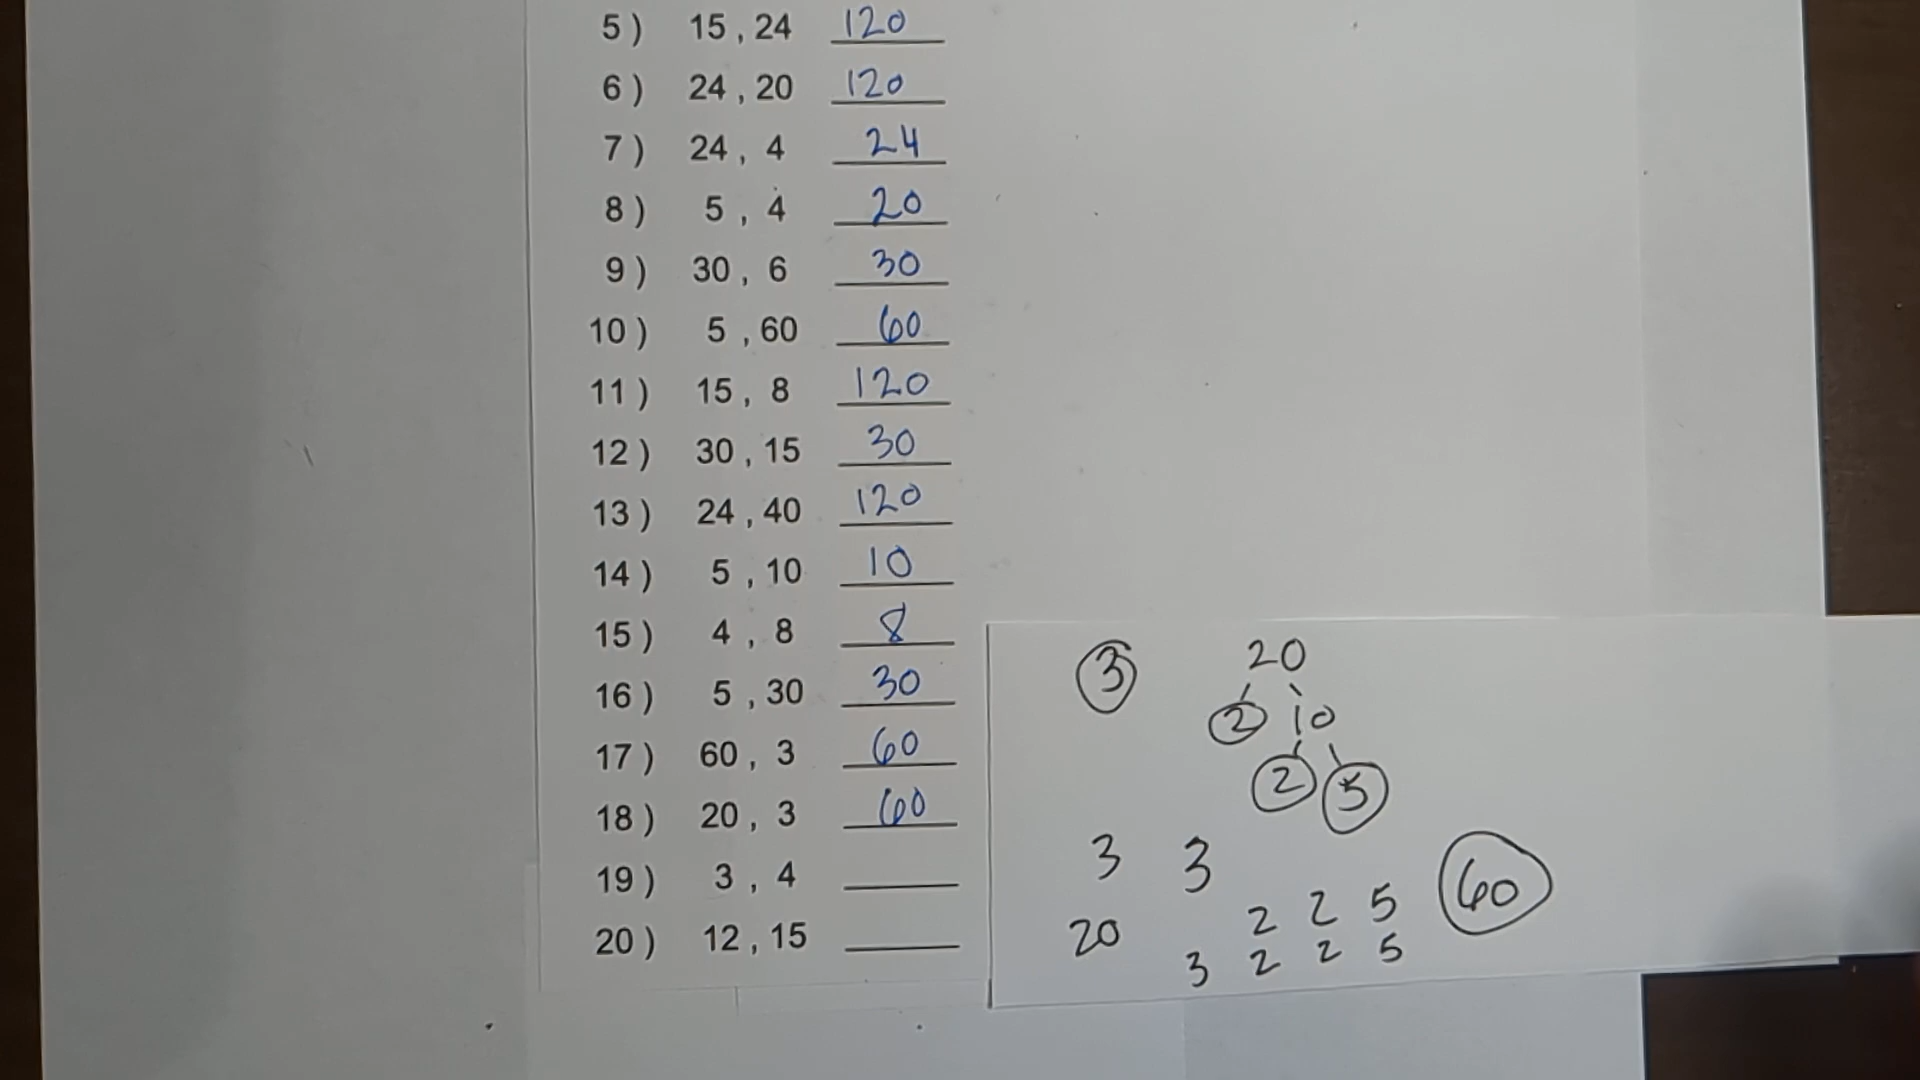 5) 15, 24 120
6) 24, 20 120
7) 24, 4 24
8) 5, 4 20
9) 30, 6 30
10) 5, 60 60
11) 15, 8 120
12) 30, 15 30
13) 24, 40 120
14) 5, 10 10
15) 4, 8 8
16) 5, 30 30
17) 60, 3 60
18) 20, 3 60
19) 3, 4
20) 12, 15
3 20
2 10
2 5
3 3
20 2 2 5 60
3 2 2 5